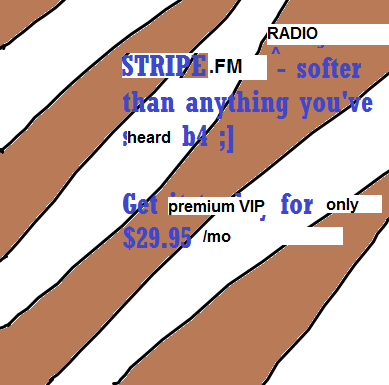 RADIO
STRIPE.FM ^- softer
than anything you've
heard b4 ;]
Get premium VIP for only
$29.95 /mo